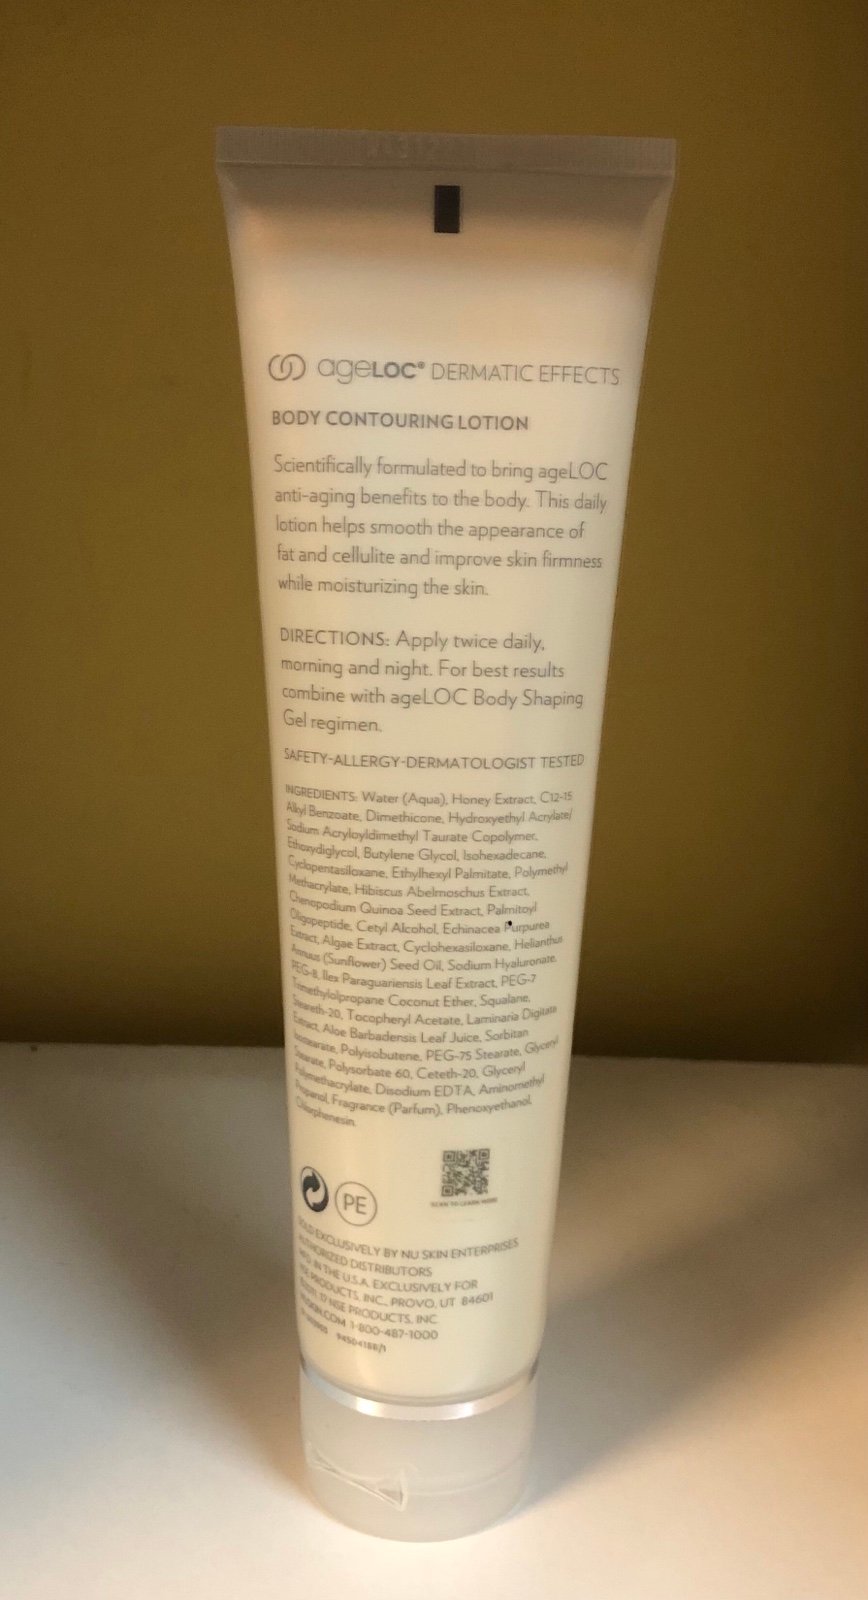 ageLOC® DERMATIC EFFECTS
BODY CONTOURING LOTION
Scientifically formulated to bring ageLOC
anti-aging benefits to the body. This daily
lotion helps smooth the appearance of
fat and cellulite and improve skin firmness
while moisturizing the skin.
DIRECTIONS: Apply twice daily,
morning and night. For best results
combine with ageLOC Body Shaping
Gel regimen.
SAFETY-ALLERGY-DERMATOLOGIST TESTED
INGREDIENTS: Water (Aqua), Honey Extract, C12-15
Alkyl Benzoate, Dimethicone, Hydroxyethyl Acrylate/
Sodium Acryloyldimethyl Taurate Copolymer,
Ethoxydiglycol, Butylene Glycol, Isohexadecane,
Cyclopentasiloxane, Ethylhexyl Palmitate, Polymethyl
Methacrylate, Hibiscus Abelmoschus Extract,
Chenopodium Quinoa Seed Extract, Palmitoyl
Oligopeptide, Cetyl Alcohol, Echinacea Purpurea
Extract, Algae Extract, Cyclohexasiloxane, Helianthus
Annuus (Sunflower) Seed Oil, Sodium Hyaluronate,
PEG-8, Ilex Paraguariensis Leaf Extract, PEG-7
Trimethylolpropane Coconut Ether, Squalane,
Steareth-20, Tocopheryl Acetate, Laminaria Digitata
Extract, Aloe Barbadensis Leaf Juice, Sorbitan
Isostearate, Polyisobutene, PEG-75 Stearate, Glyceryl
Stearate, Polysorbate 60, Ceteth-20, Glyceryl
Polymethacrylate, Disodium EDTA, Aminomethyl
Propanol, Fragrance (Parfum), Phenoxyethanol,
Chlorphenesin.
PE
SCAN TO LEARN MORE
SOLD EXCLUSIVELY BY NU SKIN ENTERPRISES
AUTHORIZED DISTRIBUTORS
MFD. IN THE U.S.A. EXCLUSIVELY FOR
NSE PRODUCTS, INC., PROVO, UT 84601
NSE PRODUCTS, INC
NUSKIN.COM 1-800-487-1000